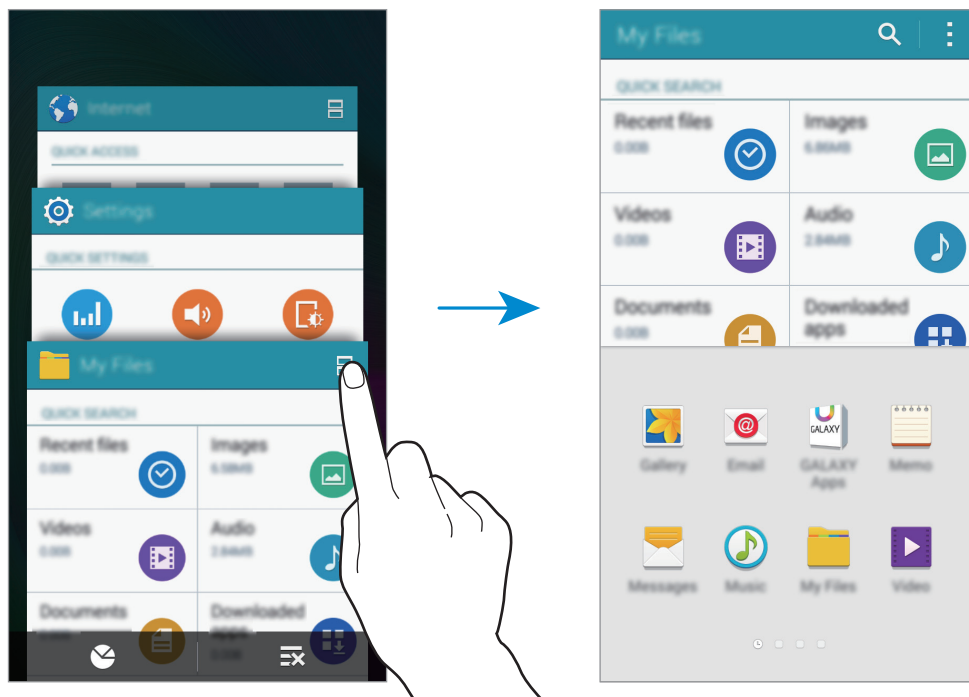 Internet
QUICK ACCESS
Settings
QUICK SETTINGS
My Files
QUICK SEARCH
Recent files
0.00B
Images
6.58MB
Videos
0.00B
Audio
2.84MB
Documents
Downloaded
0.00B
My Files
QUICK SEARCH
Recent files
0.00B
Images
6.86MB
Videos
0.00B
Audio
2.84MB
Documents
0.00B
Downloaded
apps
GALAXY
Gallery
Email
GALAXY
Apps
Memo
Messages
Music
My Files
Video